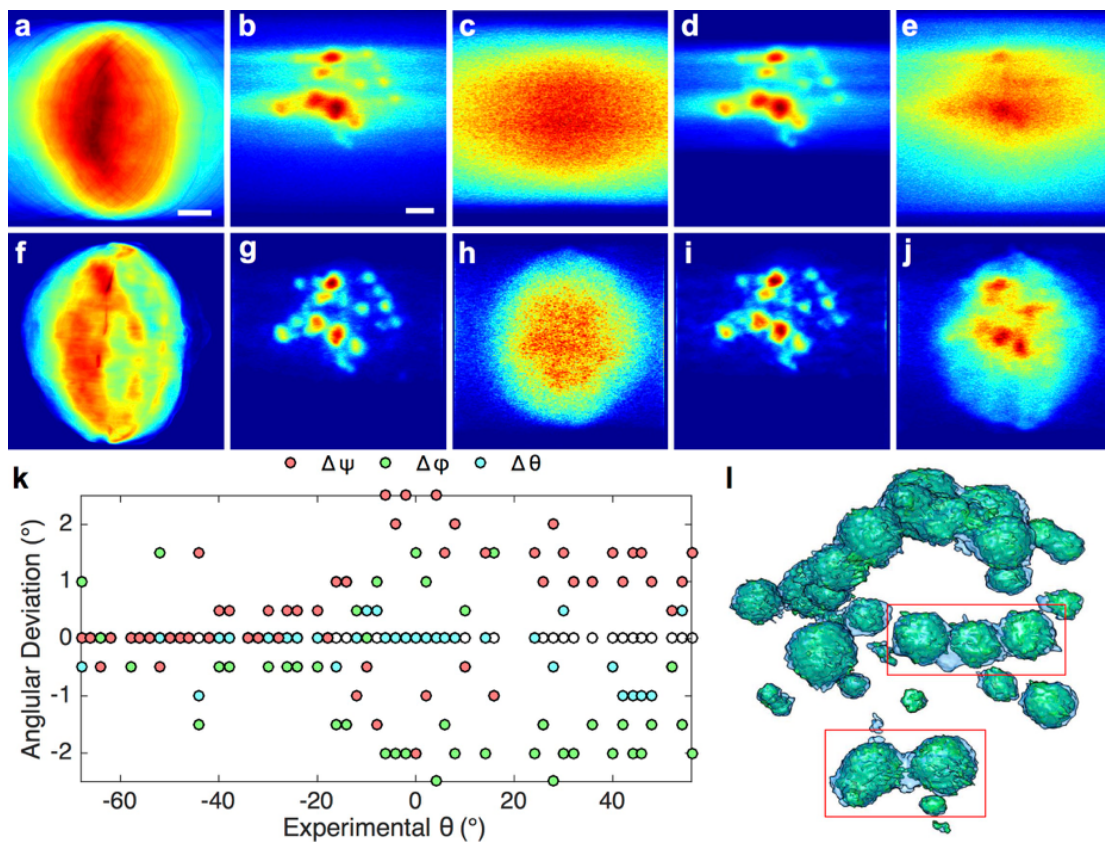 a b c d e
f g h i j
Δψ Δφ Δθ
k l
2
1
0
-1
-2
Anglular Deviation (°)
-60 -40 -20 0 20 40
Experimental θ (°)